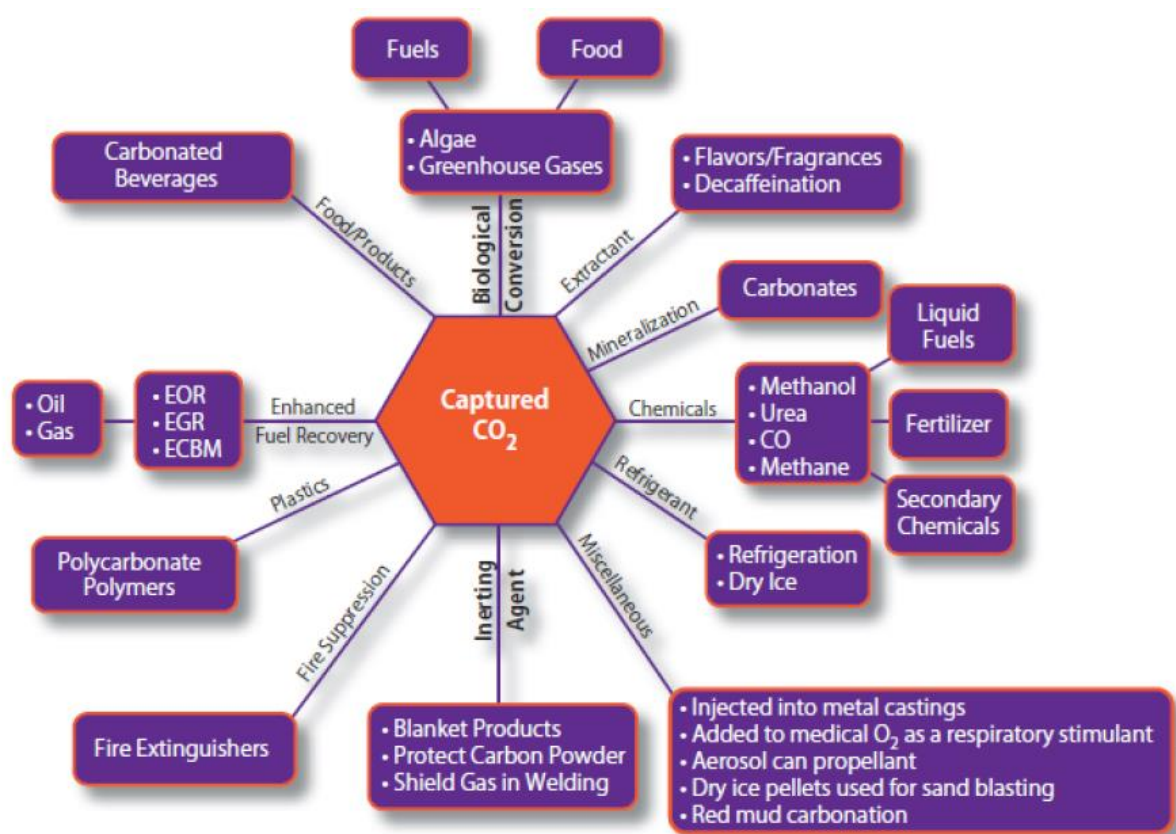 Fuels
Food
• Algae
• Greenhouse Gases
Carbonated
Beverages
• Flavors/Fragrances
• Decaffeination
Food/Products
Biological
Conversion
Extractant
Mineralization
Carbonates
Liquid
Fuels
Captured
CO₂
Chemicals
• Methanol
• Urea
• CO
• Methane
Fertilizer
Secondary
Chemicals
• Oil
• Gas
• EOR
• EGR
• ECBM
Enhanced
Fuel Recovery
Plastics
Polycarbonate
Polymers
Refrigerant
• Refrigeration
• Dry Ice
Fire Suppression
Fire Extinguishers
Inerting
Agent
• Blanket Products
• Protect Carbon Powder
• Shield Gas in Welding
Miscellaneous
• Injected into metal castings
• Added to medical O₂ as a respiratory stimulant
• Aerosol can propellant
• Dry ice pellets used for sand blasting
• Red mud carbonation